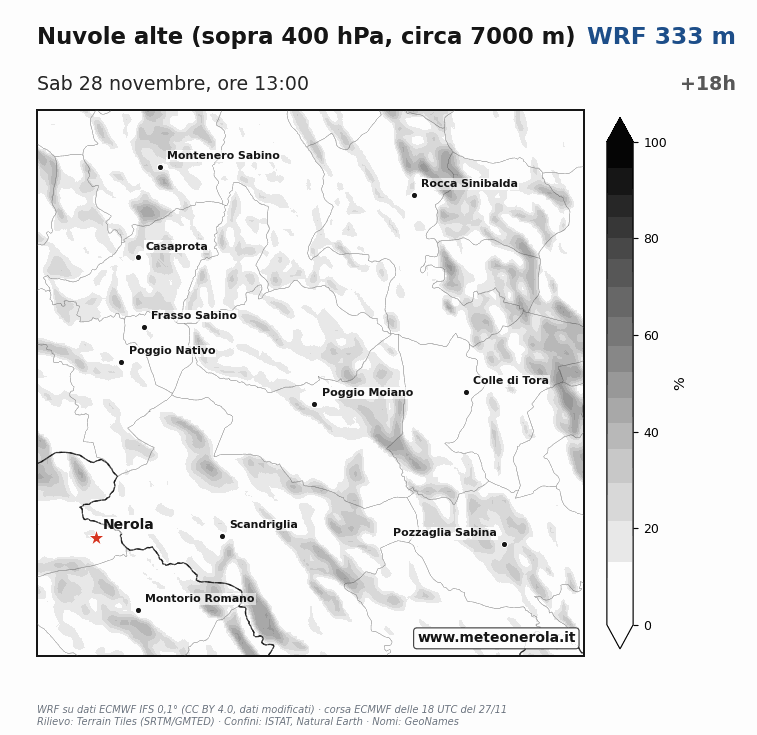 Nuvole alte (sopra 400 hPa, circa 7000 m) WRF 333 m
Sab 28 novembre, ore 13:00 +18h
Montenero Sabino
Rocca Sinibalda
Casaprota
Frasso Sabino
Poggio Nativo
Colle di Tora
Poggio Moiano
Nerola
Scandriglia
Pozzaglia Sabina
Montorio Romano
www.meteonerola.it
100
80
60
40
20
0
%
WRF su dati ECMWF IFS 0,1° (CC BY 4.0, dati modificati) · corsa ECMWF delle 18 UTC del 27/11
Rilievo: Terrain Tiles (SRTM/GMTED) · Confini: ISTAT, Natural Earth · Nomi: GeoNames